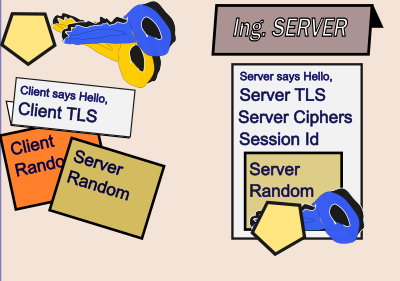 Ing. SERVER
Client says Hello,
Client TLS
Client
Rando
Server
Random
Server says Hello,
Server TLS
Server Ciphers
Session Id
Server
Random